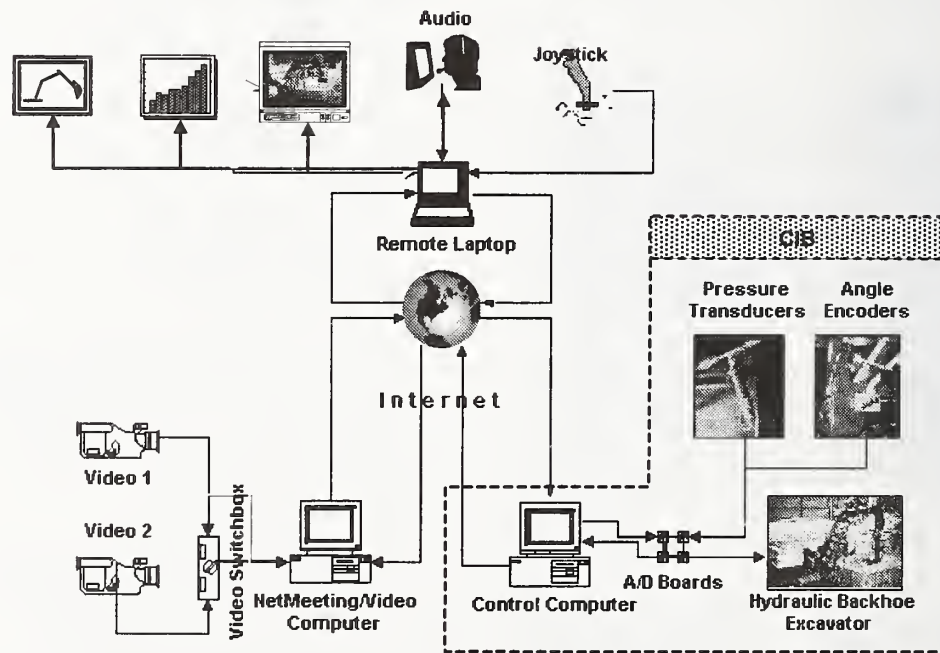 Audio
Joystick
Remote Laptop
CIB
Pressure
Transducers
Angle
Encoders
Internet
Video 1
Video 2
Video Switchbox
NetMeeting/Video
Computer
Control Computer
A/D Boards
Hydraulic Backhoe
Excavator